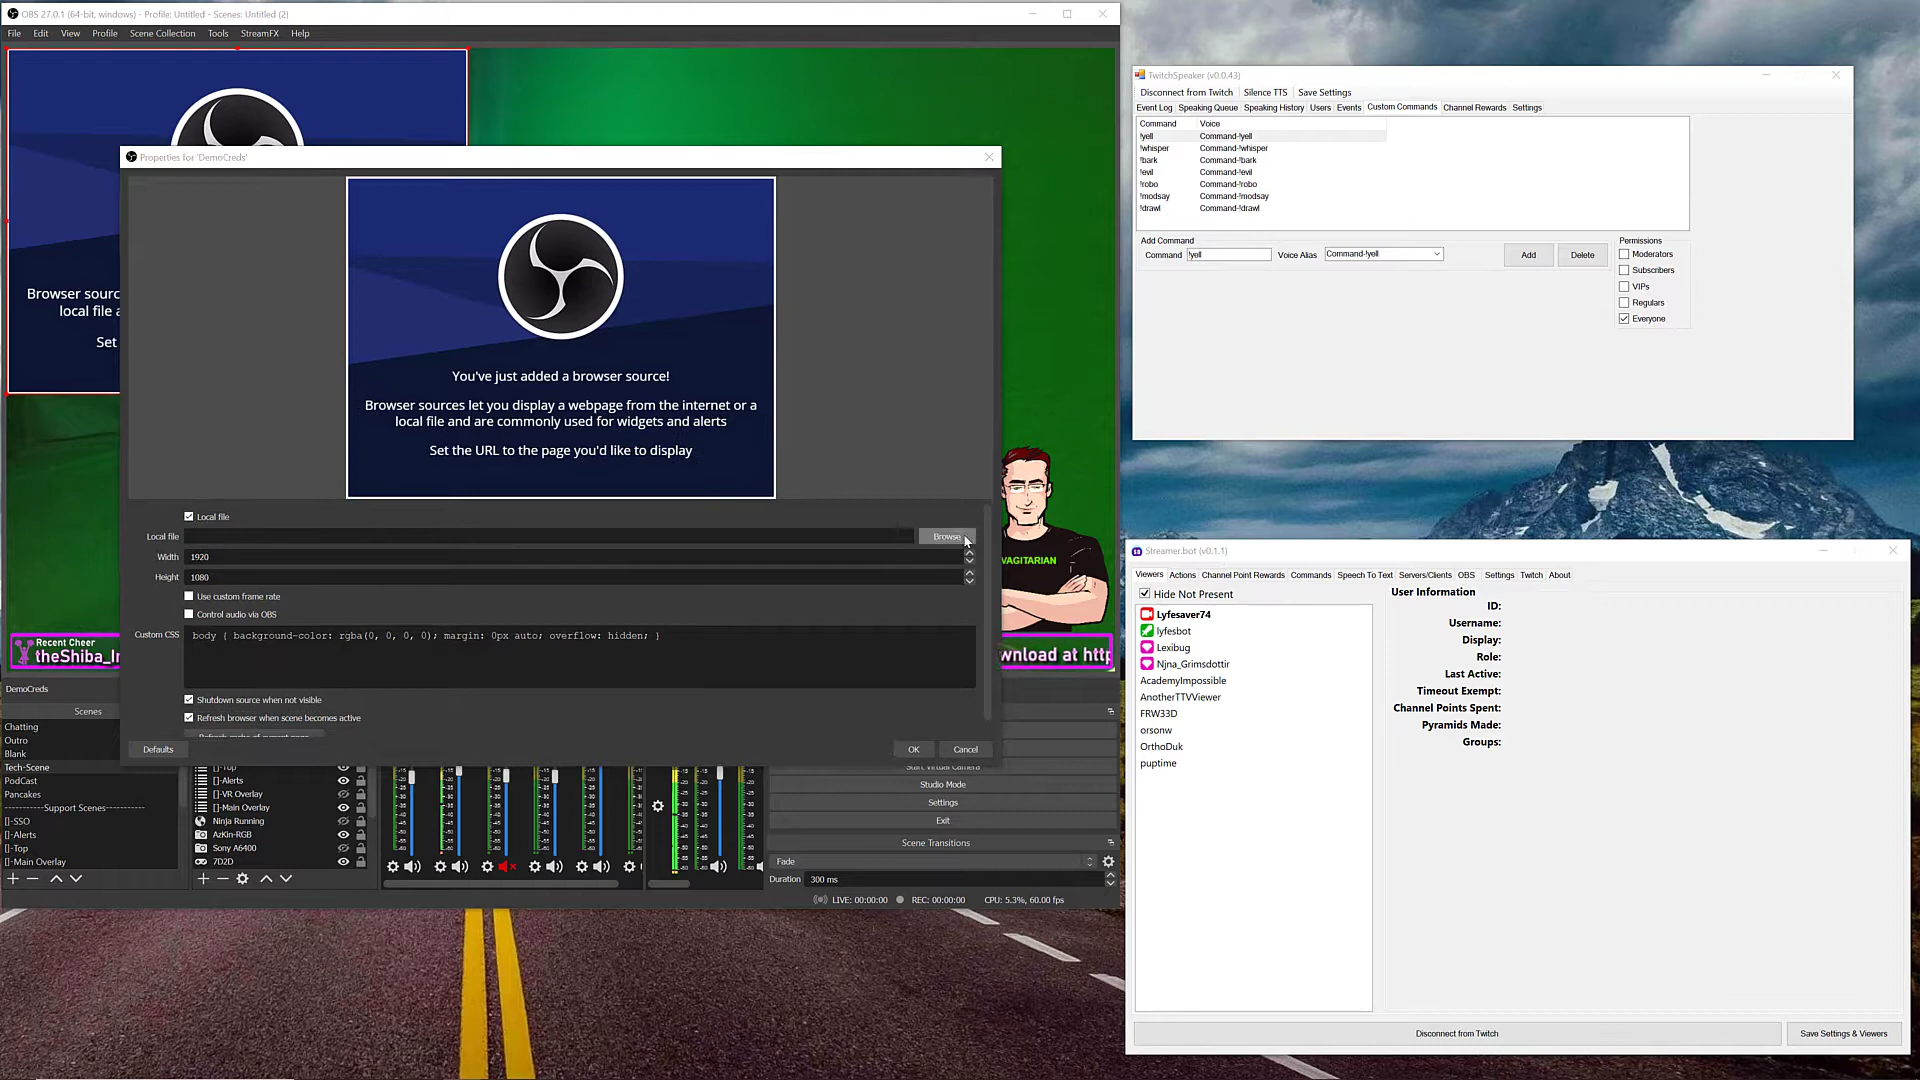 OBS 27.0.1 (64-bit, windows) - Profile: Untitled - Scenes: Untitled (2)
File Edit View Profile Scene Collection Tools StreamFX Help
Browser sourc
local file a
Set
Properties for 'DemoCreds'
You've just added a browser source!
Browser sources let you display a webpage from the internet or a
local file and are commonly used for widgets and alerts
Set the URL to the page you'd like to display
Local file
Local file Browse
Width 1920
Height 1080
Use custom frame rate
Control audio via OBS
Custom CSS body { background-color: rgba(0, 0, 0, 0); margin: 0px auto; overflow: hidden; }
Shutdown source when not visible
Refresh browser when scene becomes active
Refresh cache of current page
Defaults OK Cancel
VAGITARIAN
Recent Cheer
theShiba_In
wnload at http
DemoCreds
Scenes
Chatting
Outro
Blank
Tech-Scene
PodCast
Pancakes
----------Support Scenes----------
[]-SSO
[]-Alerts
[]-Top
[]-Main Overlay
[]-Top
[]-Alerts
[]-VR Overlay
[]-Main Overlay
Ninja Running
AzKin-RGB
Sony A6400
7D2D
Start Virtual Camera
Studio Mode
Settings
Exit
Scene Transitions
Fade
Duration 300 ms
LIVE: 00:00:00 REC: 00:00:00 CPU: 5.3%, 60.00 fps
TwitchSpeaker (v0.0.43)
Disconnect from Twitch Silence TTS Save Settings
Event Log Speaking Queue Speaking History Users Events Custom Commands Channel Rewards Settings
Command Voice
!yell Command-!yell
!whisper Command-!whisper
!bark Command-!bark
!evil Command-!evil
!robo Command-!robo
!modsay Command-!modsay
!drawl Command-!drawl
Add Command
Command !yell Voice Alias Command-!yell Add Delete
Permissions
Moderators
Subscribers
VIPs
Regulars
Everyone
Streamer.bot (v0.1.1)
Viewers Actions Channel Point Rewards Commands Speech To Text Servers/Clients OBS Settings Twitch About
Hide Not Present
Lyfesaver74
lyfesbot
Lexibug
Njna_Grimsdottir
AcademyImpossible
AnotherTTVViewer
FRW33D
orsonw
OrthoDuk
puptime
User Information
ID:
Username:
Display:
Role:
Last Active:
Timeout Exempt:
Channel Points Spent:
Pyramids Made:
Groups:
Disconnect from Twitch Save Settings & Viewers